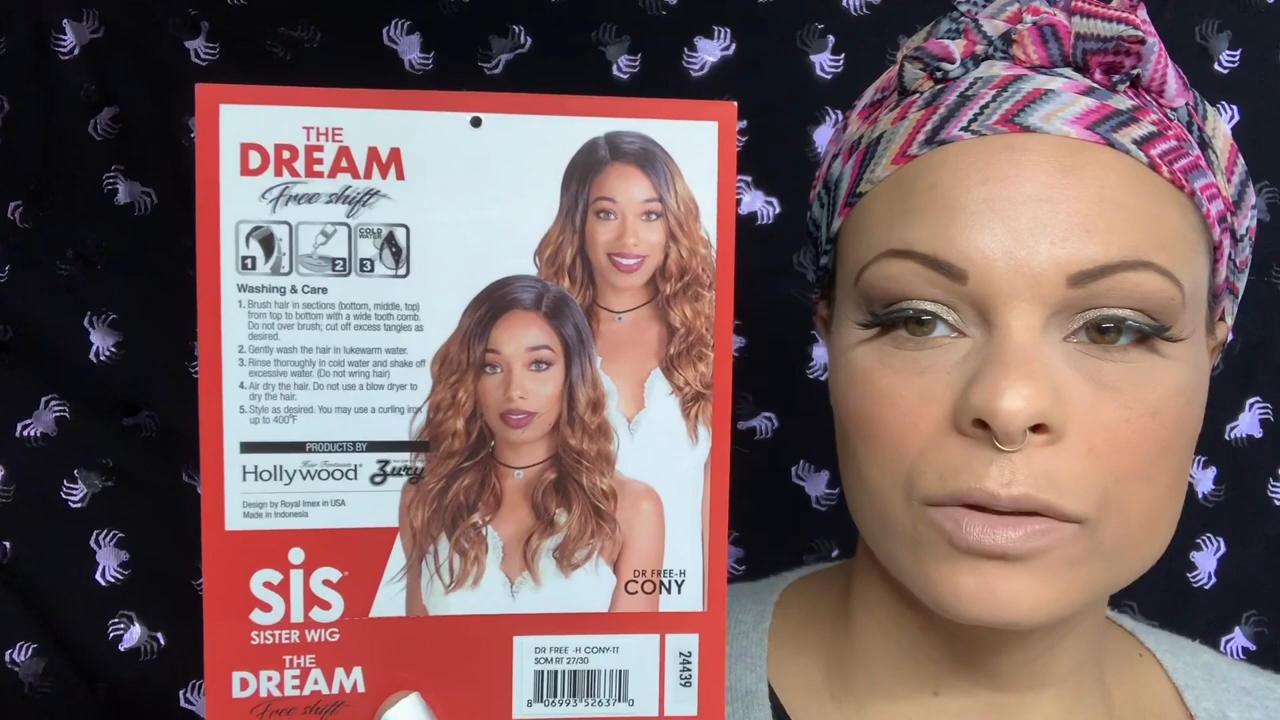 THE
DREAM
Free shift
1
2
COLD
WATER
3
Washing & Care
1. Brush hair in sections (bottom, middle, top)
from top to bottom with a wide tooth comb.
Do not over brush; cut off excess tangles as
desired.
2. Gently wash the hair in lukewarm water.
3. Rinse thoroughly in cold water and shake off
excessive water. (Do not wring hair)
4. Air dry the hair. Do not use a blow dryer to
dry the hair.
5. Style as desired. You may use a curling iron
up to 400°F
PRODUCTS BY
Hair Fantasies
Hollywood®
Zury
Design by Royal Imex in USA
Made in Indonesia
DR FREE-H
CONY
sis®
SISTER WIG
THE
DREAM
Free shift
DR FREE -H CONY-TT
SOM RT 27/30
8 06993 52637 0
24439